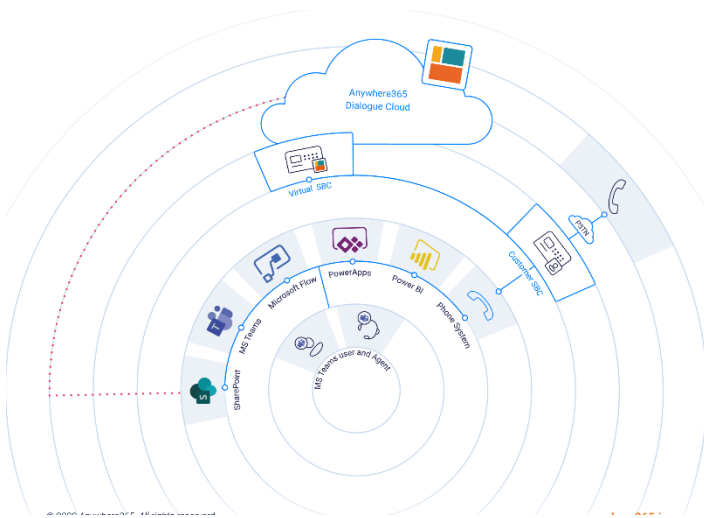 Anywhere365
Dialogue Cloud
Virtual SBC
PSTN
Customer SBC
Microsoft Flow
PowerApps
Power BI
Phone System
MS Teams
SharePoint
MS Teams user and Agent
T
S